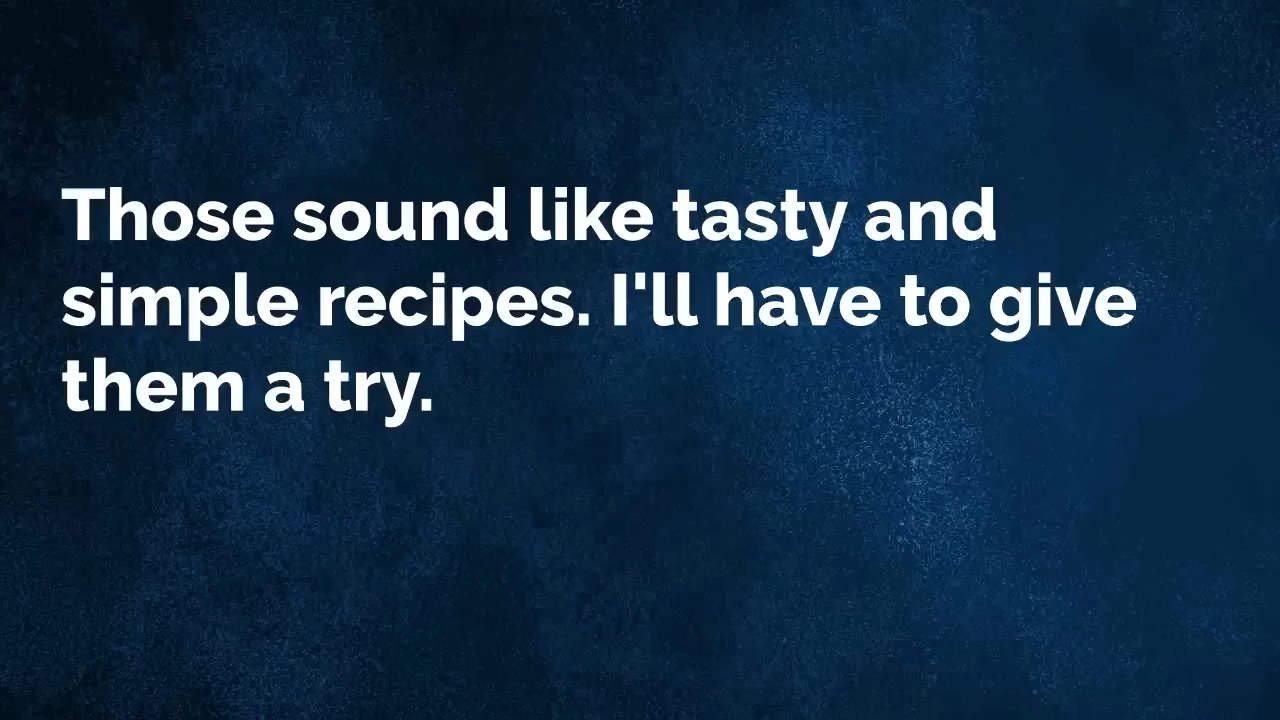 Those sound like tasty and
simple recipes. I'll have to give
them a try.